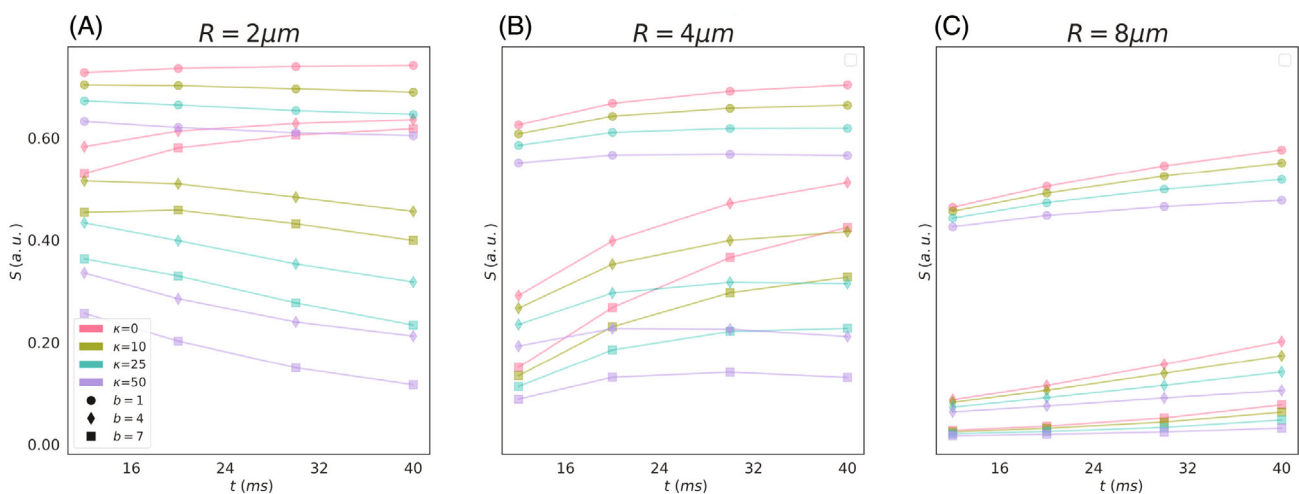 (A)
R = 2μm
(B)
R = 4μm
(C)
R = 8μm
S (a. u.)
0.60
0.40
0.20
0.00
κ=0
κ=10
κ=25
κ=50
b = 1
b = 4
b = 7
16
24
32
40
t (ms)
S (a. u.)
16
24
32
40
t (ms)
S (a. u.)
16
24
32
40
t (ms)